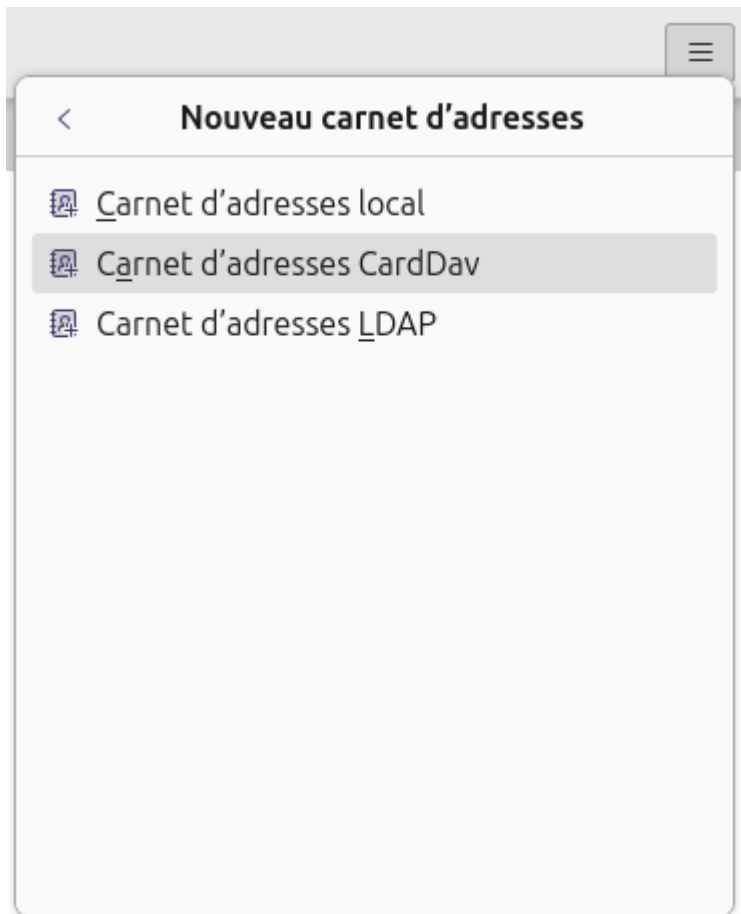 Nouveau carnet d’adresses
Carnet d’adresses local
Carnet d’adresses CardDav
Carnet d’adresses LDAP